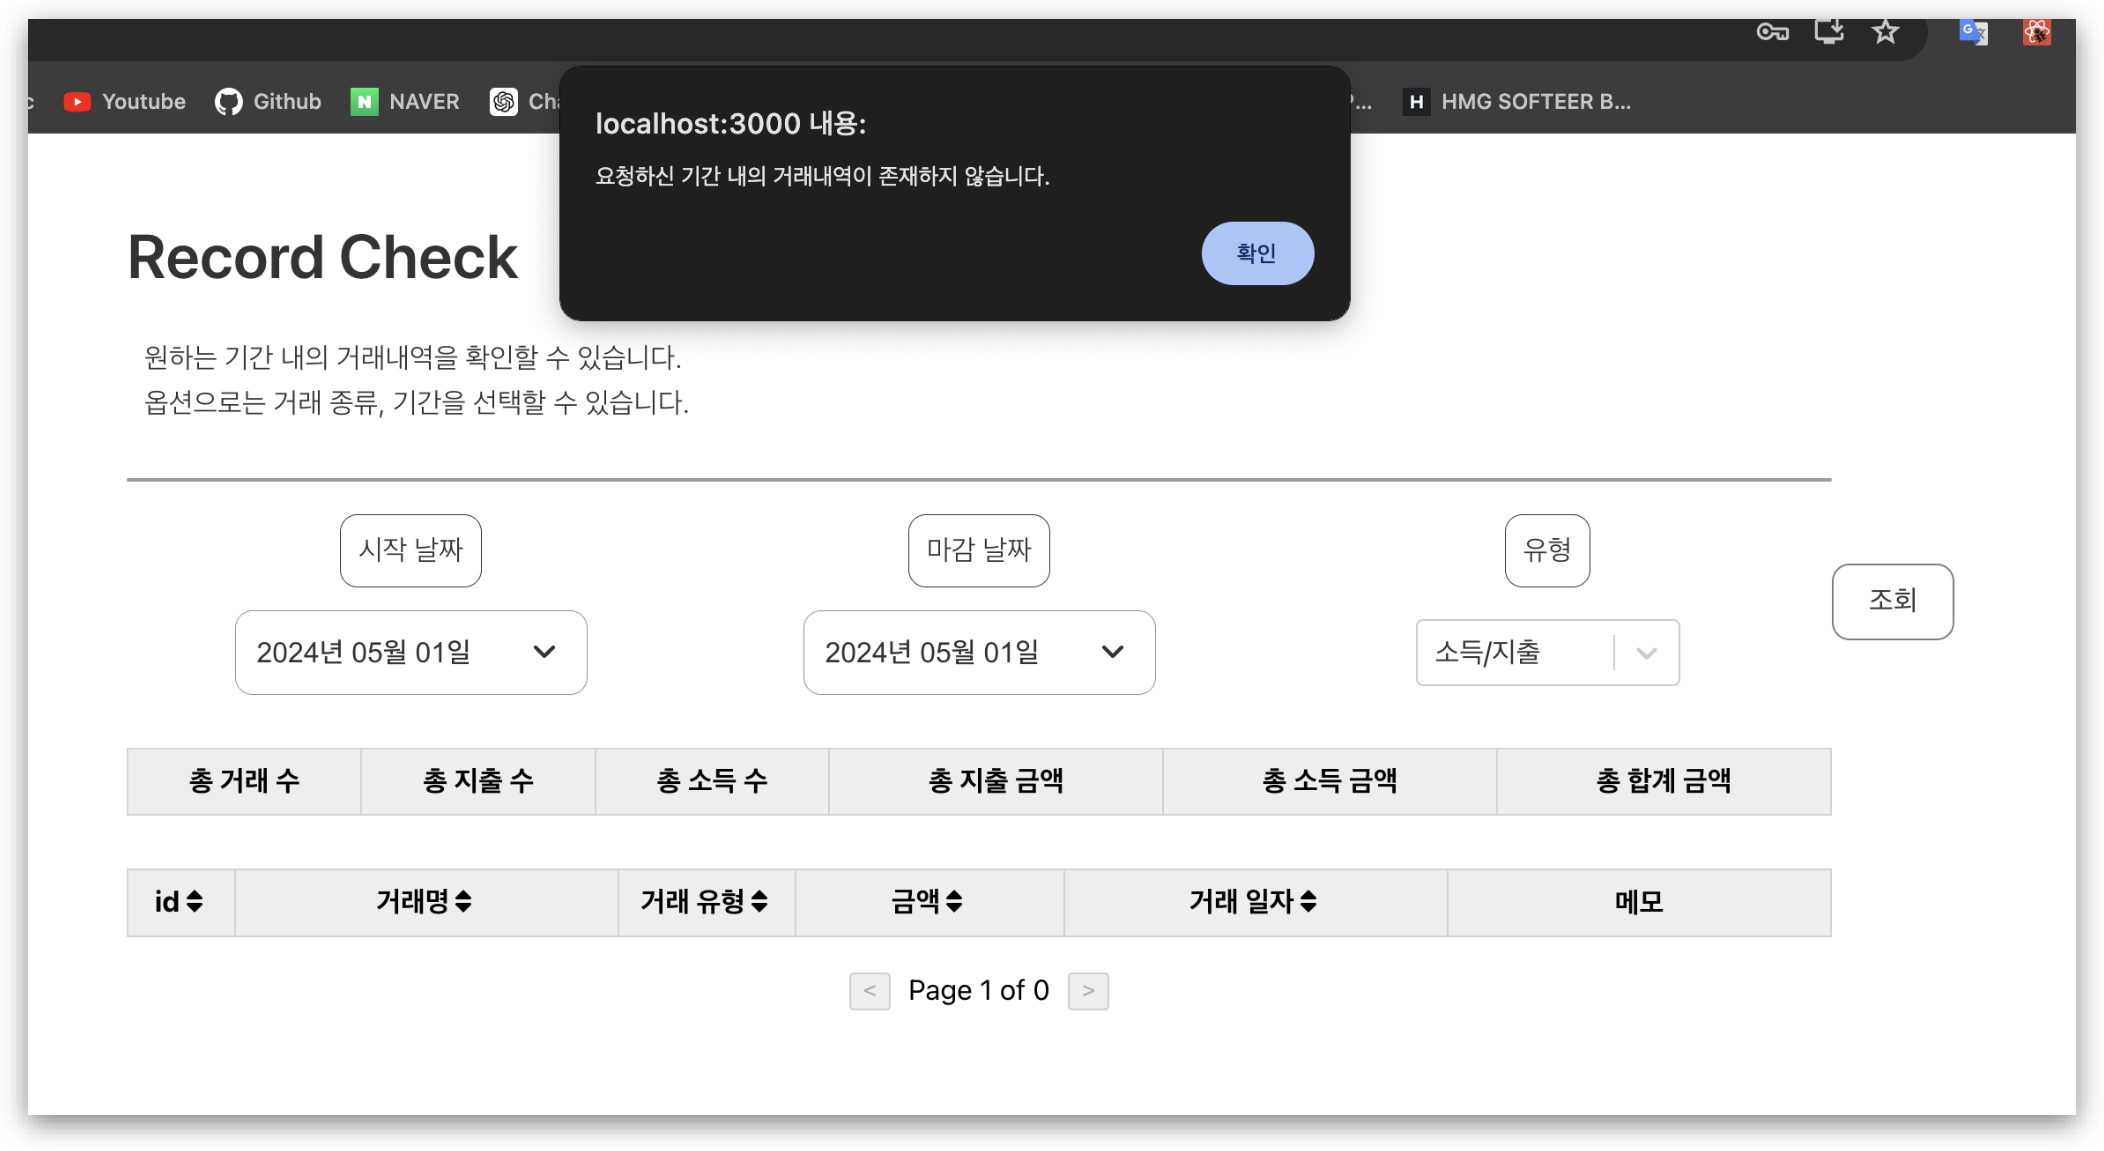 Youtube
Github
NAVER
HMG SOFTEER B...
localhost:3000 내용:
요청하신 기간 내의 거래내역이 존재하지 않습니다.
확인
Record Check
원하는 기간 내의 거래내역을 확인할 수 있습니다.
옵션으로는 거래 종류, 기간을 선택할 수 있습니다.
시작 날짜
마감 날짜
유형
조회
2024년 05월 01일
2024년 05월 01일
소득/지출
총 거래 수
총 지출 수
총 소득 수
총 지출 금액
총 소득 금액
총 합계 금액
id
거래명
거래 유형
금액
거래 일자
메모
< Page 1 of 0 >